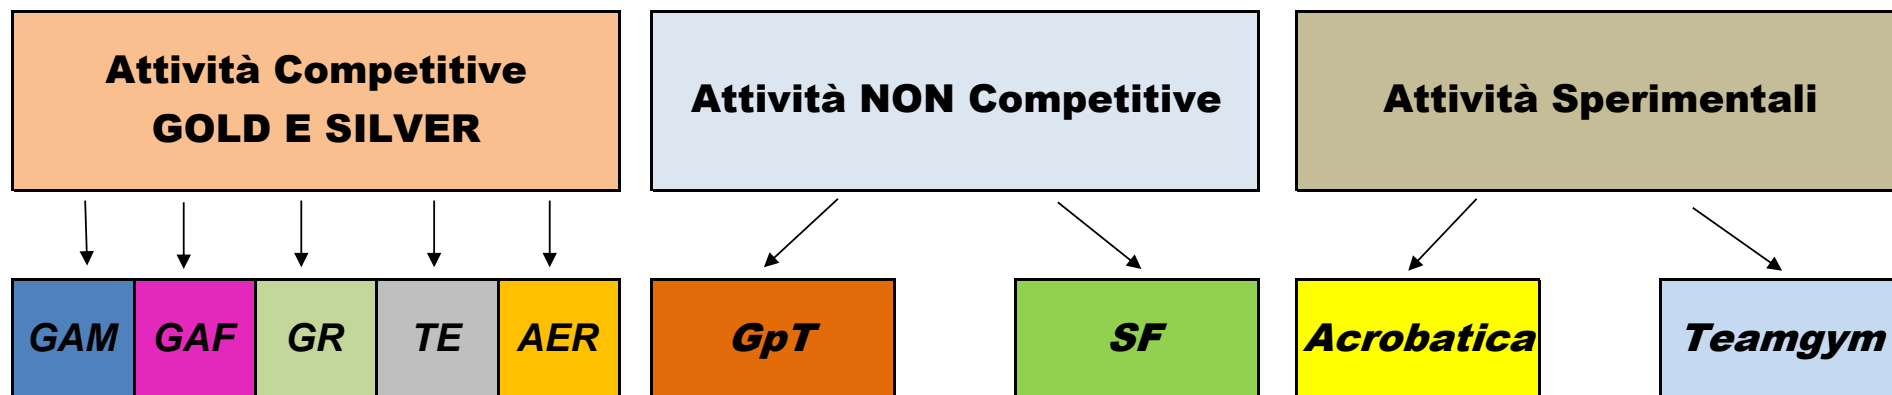 Attività Competitive
GOLD E SILVER
Attività NON Competitive
Attività Sperimentali
GAM
GAF
GR
TE
AER
GpT
SF
Acrobatica
Teamgym